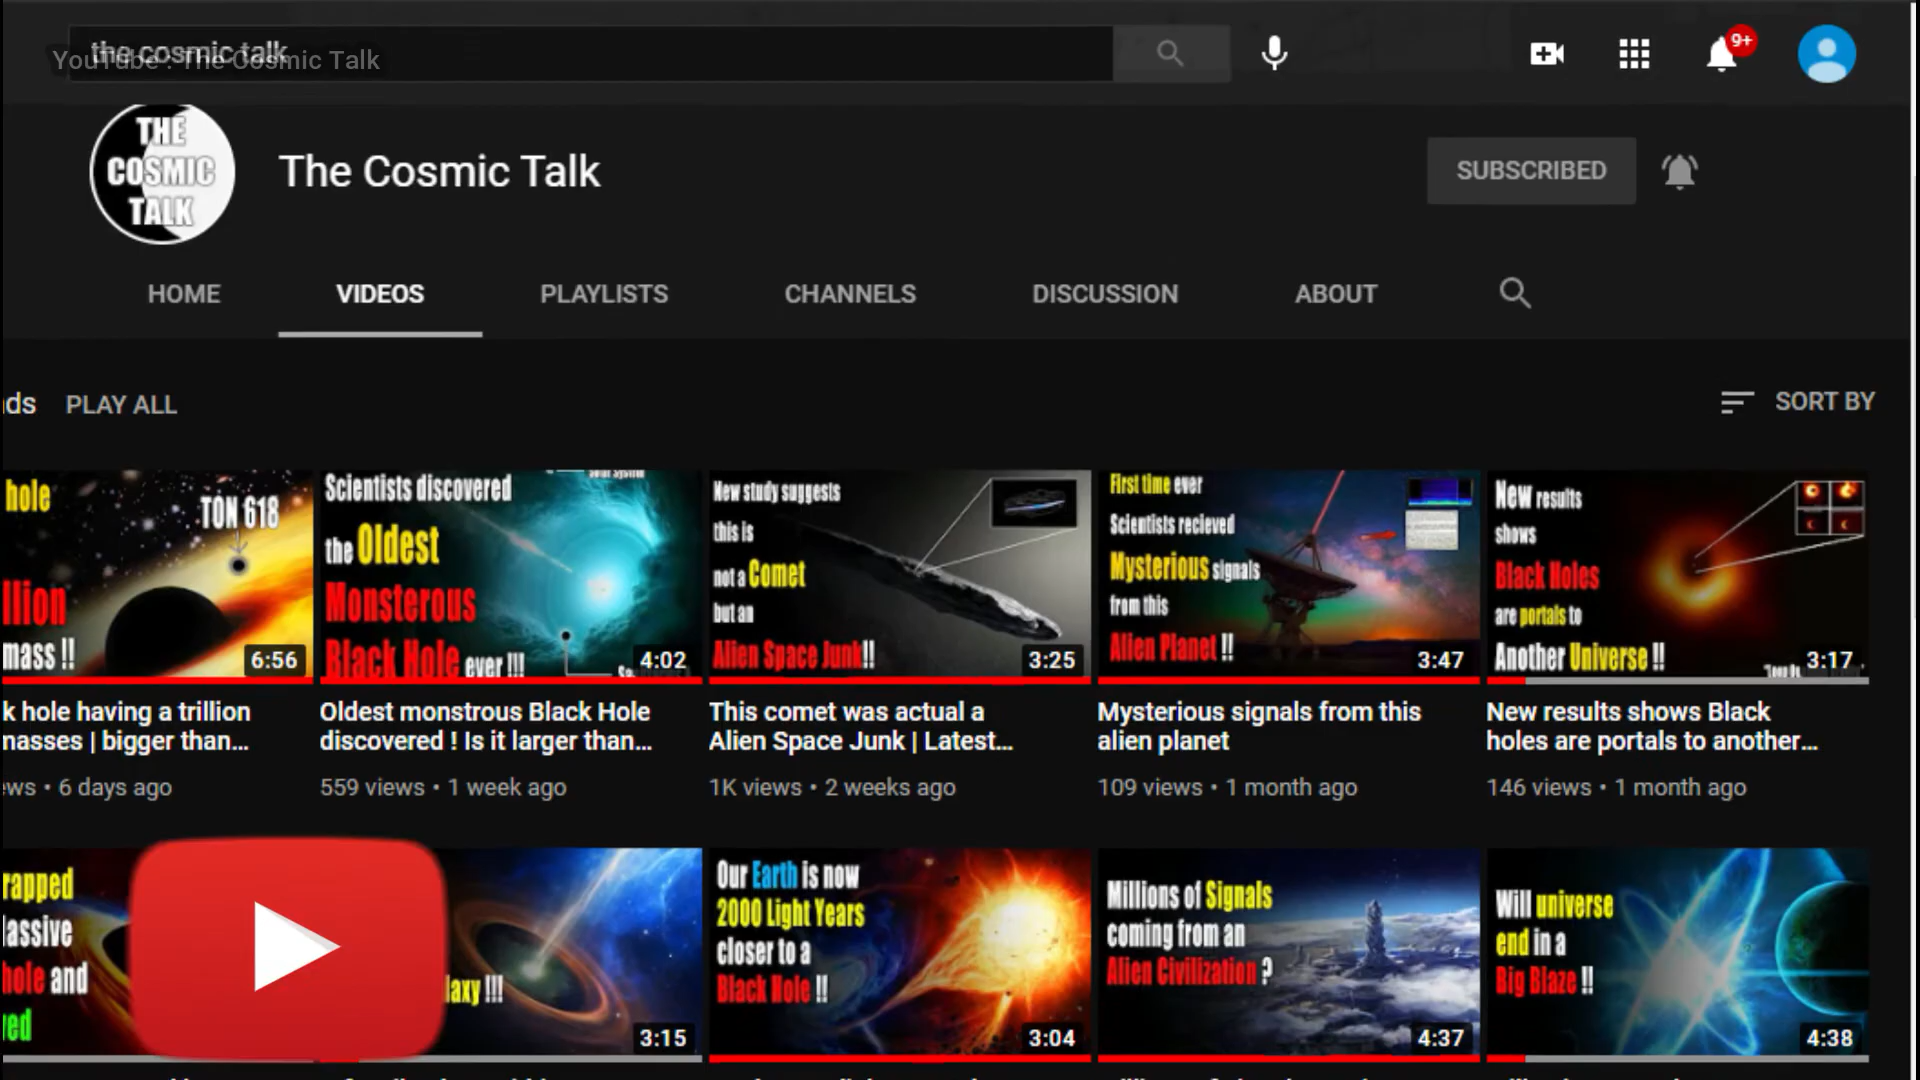 the cosmic talk
YouTube : The Cosmic Talk
9+
THE
COSMIC
TALK
The Cosmic Talk
SUBSCRIBED
HOME VIDEOS PLAYLISTS CHANNELS DISCUSSION ABOUT
ds PLAY ALL SORT BY
hole
TON 618
llion
mass !!
6:56
Scientists discovered
the Oldest
Monsterous
Black Hole ever !!!
4:02
New study suggests
this is
not a Comet
but an
Alien Space Junk!!
3:25
First time ever
Scientists recieved
Mysterious signals
from this
Alien Planet !!
3:47
New results
shows
Black Holes
are portals to
Another Universe !!
3:17
k hole having a trillion
masses | bigger than...
ews • 6 days ago
Oldest monstrous Black Hole
discovered ! Is it larger than...
559 views • 1 week ago
This comet was actual a
Alien Space Junk | Latest...
1K views • 2 weeks ago
Mysterious signals from this
alien planet
109 views • 1 month ago
New results shows Black
holes are portals to another...
146 views • 1 month ago
rapped
lassive
hole and
ved
laxy !!!
3:15
Our Earth is now
2000 Light Years
closer to a
Black Hole !!
3:04
Millions of Signals
coming from an
Alien Civilization ?
4:37
Will universe
end in a
Big Blaze !!
4:38